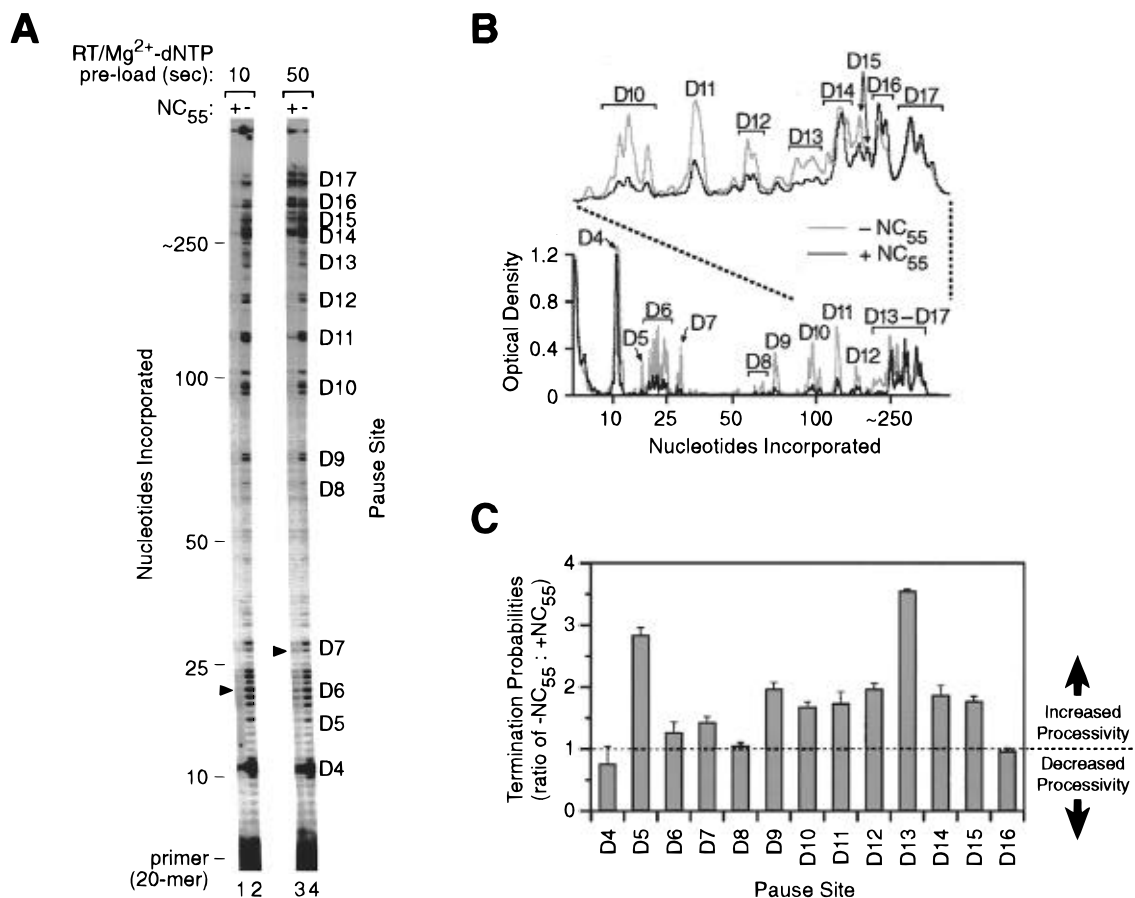 A
RT/Mg2+-dNTP
pre-load (sec): 10 50
NC55: + - + -
D17
D16
D15
D14
~250
D13
D12
D11
100
D10
D9
D8
50
D7
25
D6
D5
D4
10
primer
(20-mer)
1 2 3 4
Nucleotides Incorporated
Pause Site
B
D15
D10 D11 D12 D13 D14 D16 D17
– NC55
+ NC55
D4
1.2
0.8
0.4
0
Optical Density
D5 D6 D7 D8 D9 D10 D11 D12 D13–D17
10 25 50 100 ~250
Nucleotides Incorporated
C
4
3
2
1
0
Termination Probabilities
(ratio of -NC55 : +NC55)
Increased
Processivity
Decreased
Processivity
D4 D5 D6 D7 D8 D9 D10 D11 D12 D13 D14 D15 D16
Pause Site